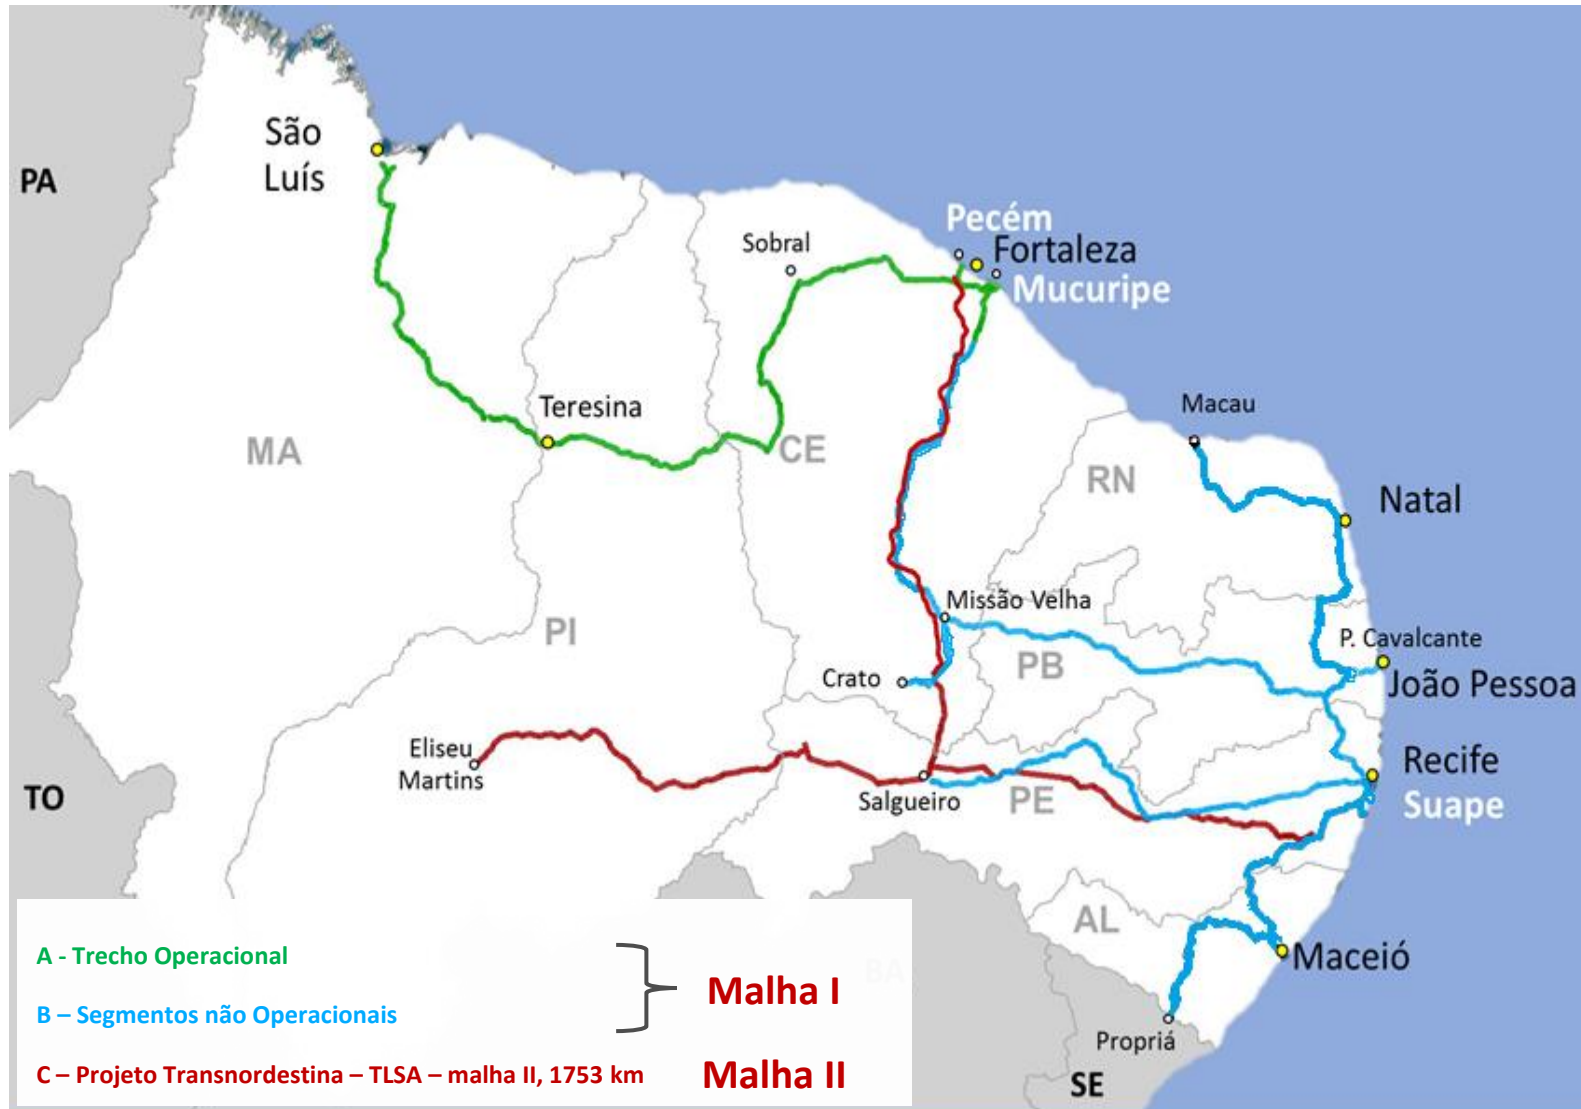 São
Luís
PA
Pecém
Sobral
Fortaleza
Mucuripe
Teresina
Macau
MA
CE
RN
Natal
Missão Velha
PI
P. Cavalcante
PB
Crato
João Pessoa
Eliseu
Martins
Recife
TO
Salgueiro
PE
Suape
AL
Maceió
BA
Propriá
SE
A - Trecho Operacional
B – Segmentos não Operacionais
Malha I
C – Projeto Transnordestina – TLSA – malha II, 1753 km
Malha II